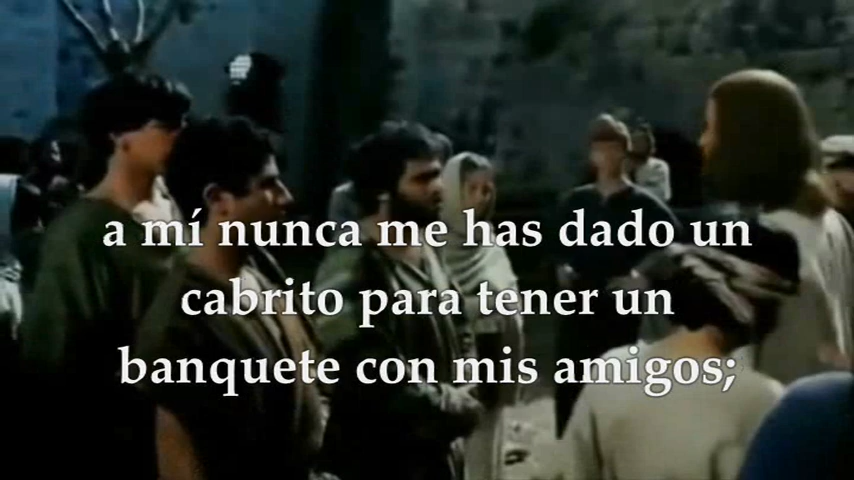 a mí nunca me has dado un
cabrito para tener un
banquete con mis amigos;